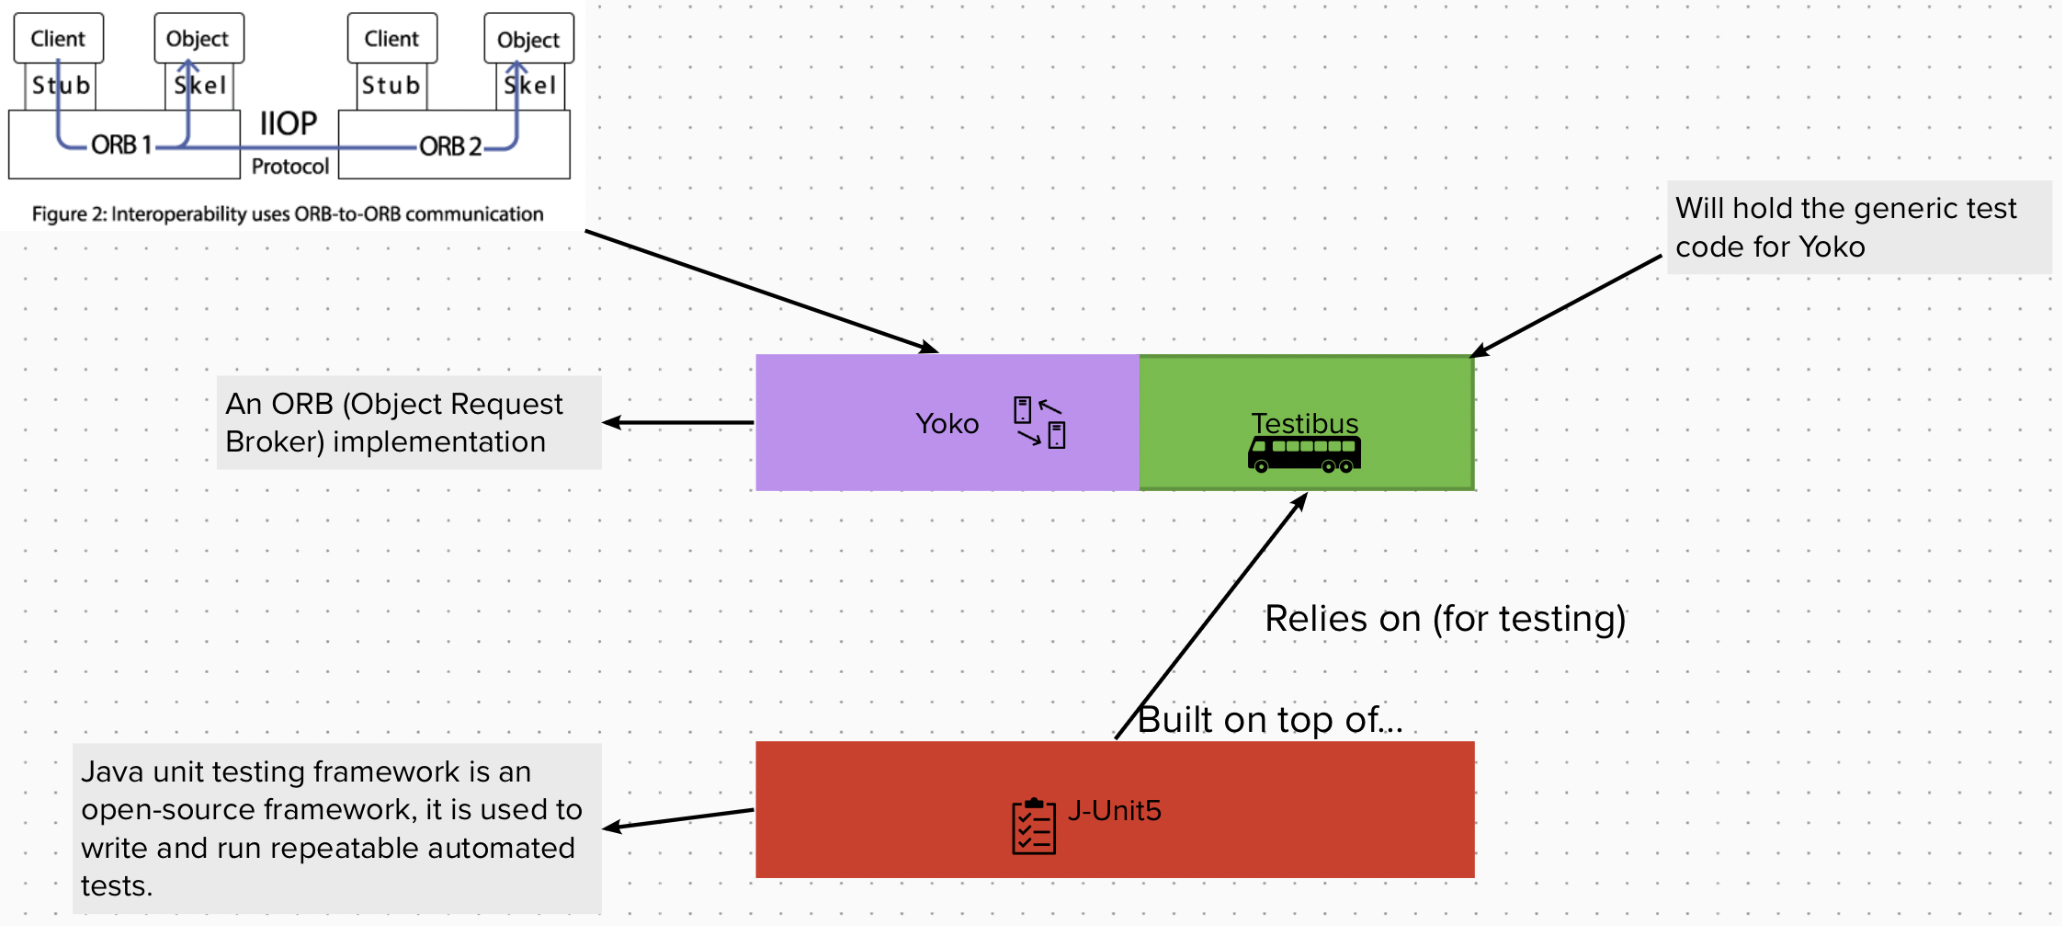 Client
Object
Client
Object
Stub
Skel
Stub
Skel
IIOP
ORB 1
ORB 2
Protocol
Figure 2: Interoperability uses ORB-to-ORB communication
Will hold the generic test
code for Yoko
An ORB (Object Request
Broker) implementation
Yoko
Testibus
Relies on (for testing)
Built on top of...
Java unit testing framework is an
open-source framework, it is used to
write and run repeatable automated
tests.
J-Unit5